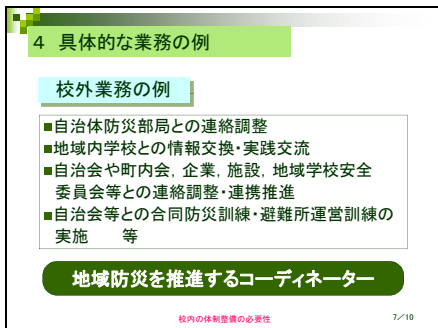 4 具体的な業務の例
校外業務の例
■自治体防災部局との連絡調整
■地域内学校との情報交換・実践交流
■自治会や町内会，企業，施設，地域学校安全
委員会等との連絡調整・連携推進
■自治会等との合同防災訓練・避難所運営訓練の
実施　等
地域防災を推進するコーディネーター
校内の体制整備の必要性
7／10